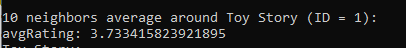 10 neighbors average around Toy Story (ID = 1):
avgRating: 3.733415823921895